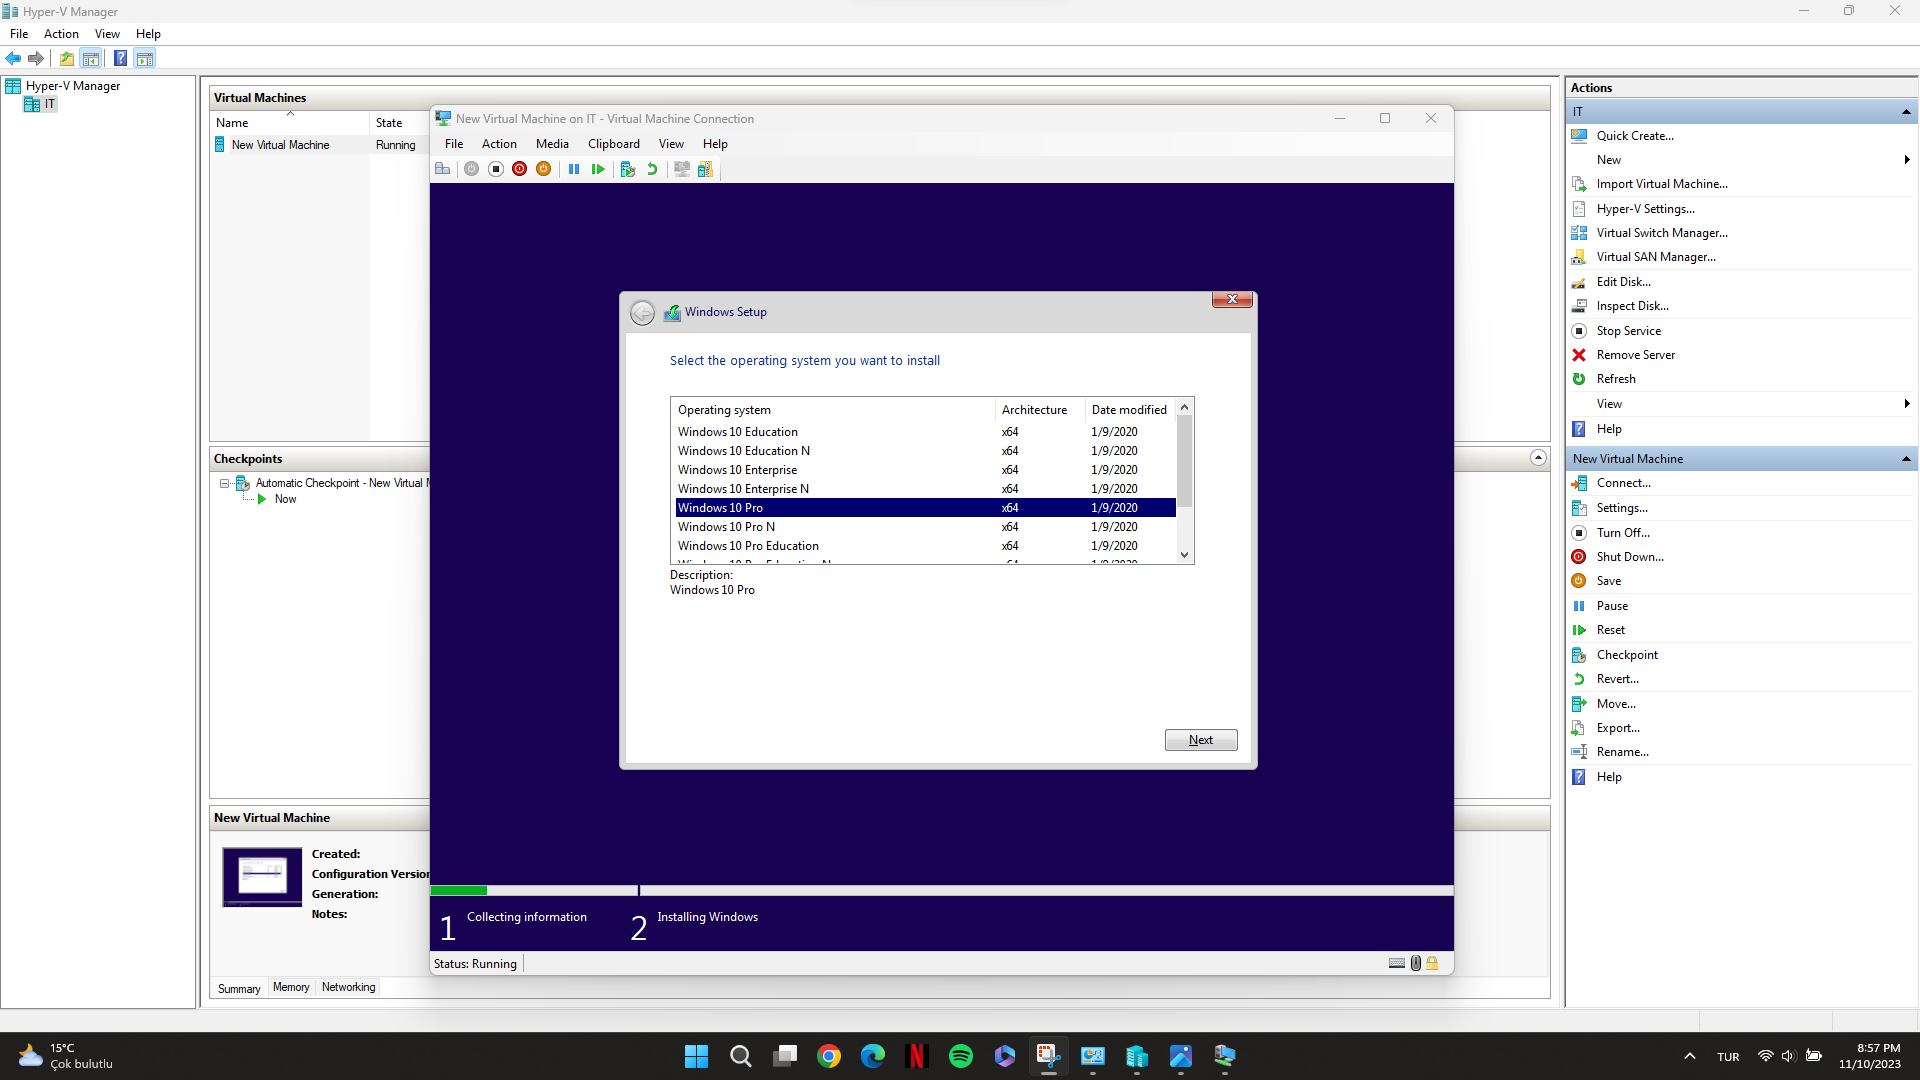 Hyper-V Manager
File Action View Help
Hyper-V Manager
IT
Virtual Machines
Name State
New Virtual Machine Running
Checkpoints
Automatic Checkpoint - New Virtual
Now
New Virtual Machine
Created:
Configuration Version
Generation:
Notes:
Summary Memory Networking
New Virtual Machine on IT - Virtual Machine Connection
File Action Media Clipboard View Help
Windows Setup
Select the operating system you want to install
Operating system Architecture Date modified
Windows 10 Education x64 1/9/2020
Windows 10 Education N x64 1/9/2020
Windows 10 Enterprise x64 1/9/2020
Windows 10 Enterprise N x64 1/9/2020
Windows 10 Pro x64 1/9/2020
Windows 10 Pro N x64 1/9/2020
Windows 10 Pro Education x64 1/9/2020
Windows 10 Pro Education N x64 1/9/2020
Description:
Windows 10 Pro
Next
1 Collecting information 2 Installing Windows
Status: Running
Actions
IT
Quick Create...
New
Import Virtual Machine...
Hyper-V Settings...
Virtual Switch Manager...
Virtual SAN Manager...
Edit Disk...
Inspect Disk...
Stop Service
Remove Server
Refresh
View
Help
New Virtual Machine
Connect...
Settings...
Turn Off...
Shut Down...
Save
Pause
Reset
Checkpoint
Revert...
Move...
Export...
Rename...
Help
15°C
Çok bulutlu
TUR
8:57 PM
11/10/2023